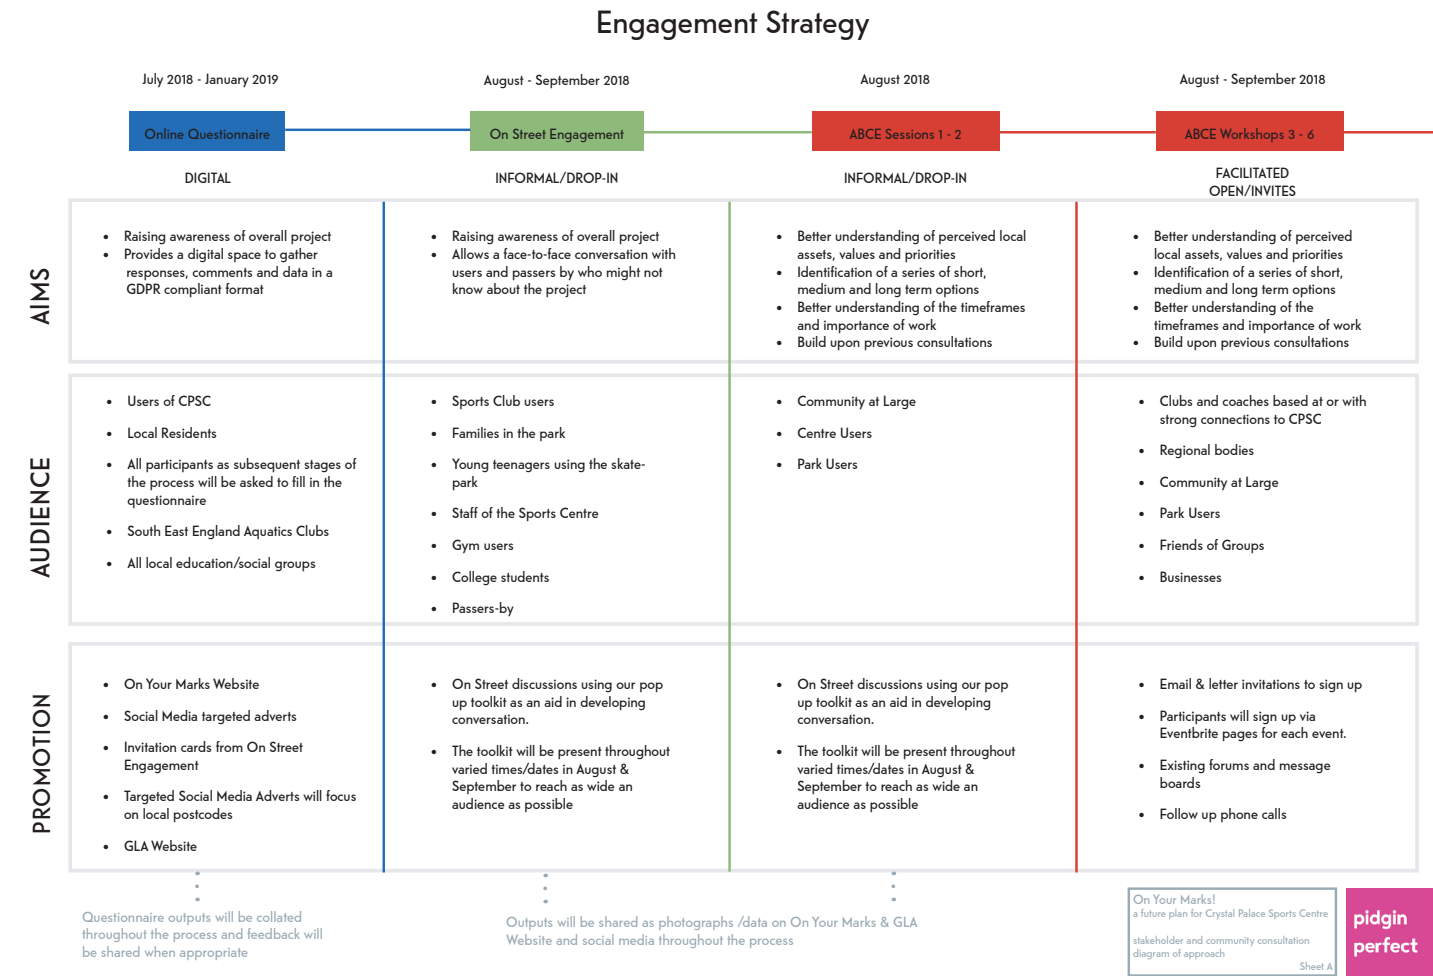 Engagement Strategy
July 2018 - January 2019
August - September 2018
August 2018
August - September 2018
Online Questionnaire
On Street Engagement
ABCE Sessions 1 - 2
ABCE Workshops 3 - 6
DIGITAL
INFORMAL/DROP-IN
INFORMAL/DROP-IN
FACILITATED
OPEN/INVITES
AIMS
• Raising awareness of overall project
• Provides a digital space to gather
responses, comments and data in a
GDPR compliant format
• Raising awareness of overall project
• Allows a face-to-face conversation with
users and passers by who might not
know about the project
• Better understanding of perceived local
assets, values and priorities
• Identification of a series of short,
medium and long term options
• Better understanding of the timeframes
and importance of work
• Build upon previous consultations
• Better understanding of perceived
local assets, values and priorities
• Identification of a series of short,
medium and long term options
• Better understanding of the
timeframes and importance of work
• Build upon previous consultations
AUDIENCE
• Users of CPSC
• Local Residents
• All participants as subsequent stages of
the process will be asked to fill in the
questionnaire
• South East England Aquatics Clubs
• All local education/social groups
• Sports Club users
• Families in the park
• Young teenagers using the skate-
park
• Staff of the Sports Centre
• Gym users
• College students
• Passers-by
• Community at Large
• Centre Users
• Park Users
• Clubs and coaches based at or with
strong connections to CPSC
• Regional bodies
• Community at Large
• Park Users
• Friends of Groups
• Businesses
PROMOTION
• On Your Marks Website
• Social Media targeted adverts
• Invitation cards from On Street
Engagement
• Targeted Social Media Adverts will focus
on local postcodes
• GLA Website
• On Street discussions using our pop
up toolkit as an aid in developing
conversation.
• The toolkit will be present throughout
varied times/dates in August &
September to reach as wide an
audience as possible
• On Street discussions using our pop
up toolkit as an aid in developing
conversation.
• The toolkit will be present throughout
varied times/dates in August &
September to reach as wide an
audience as possible
• Email & letter invitations to sign up
• Participants will sign up via
Eventbrite pages for each event.
• Existing forums and message
boards
• Follow up phone calls
Questionnaire outputs will be collated
throughout the process and feedback will
be shared when appropriate
Outputs will be shared as photographs /data on On Your Marks & GLA
Website and social media throughout the process
On Your Marks!
a future plan for Crystal Palace Sports Centre
stakeholder and community consultation
diagram of approach
Sheet A
pidgin
perfect